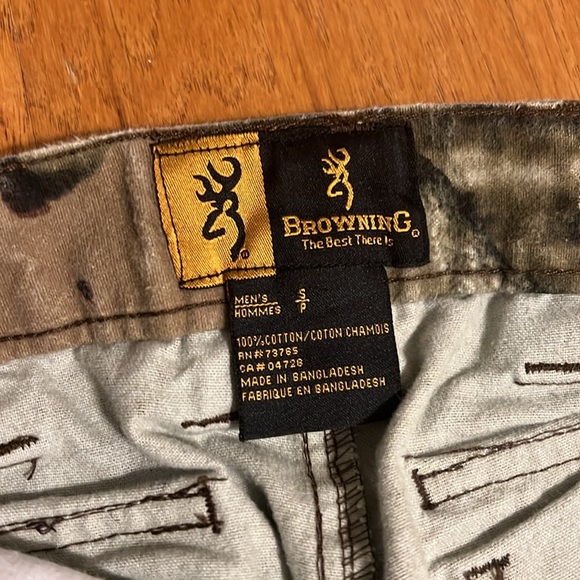 BROWNING®
The Best There Is
MEN'S S
HOMMES P
100% COTTON/COTON CHAMOIS
RN# 73765
CA# 04728
MADE IN BANGLADESH
FABRIQUE EN BANGLADESH